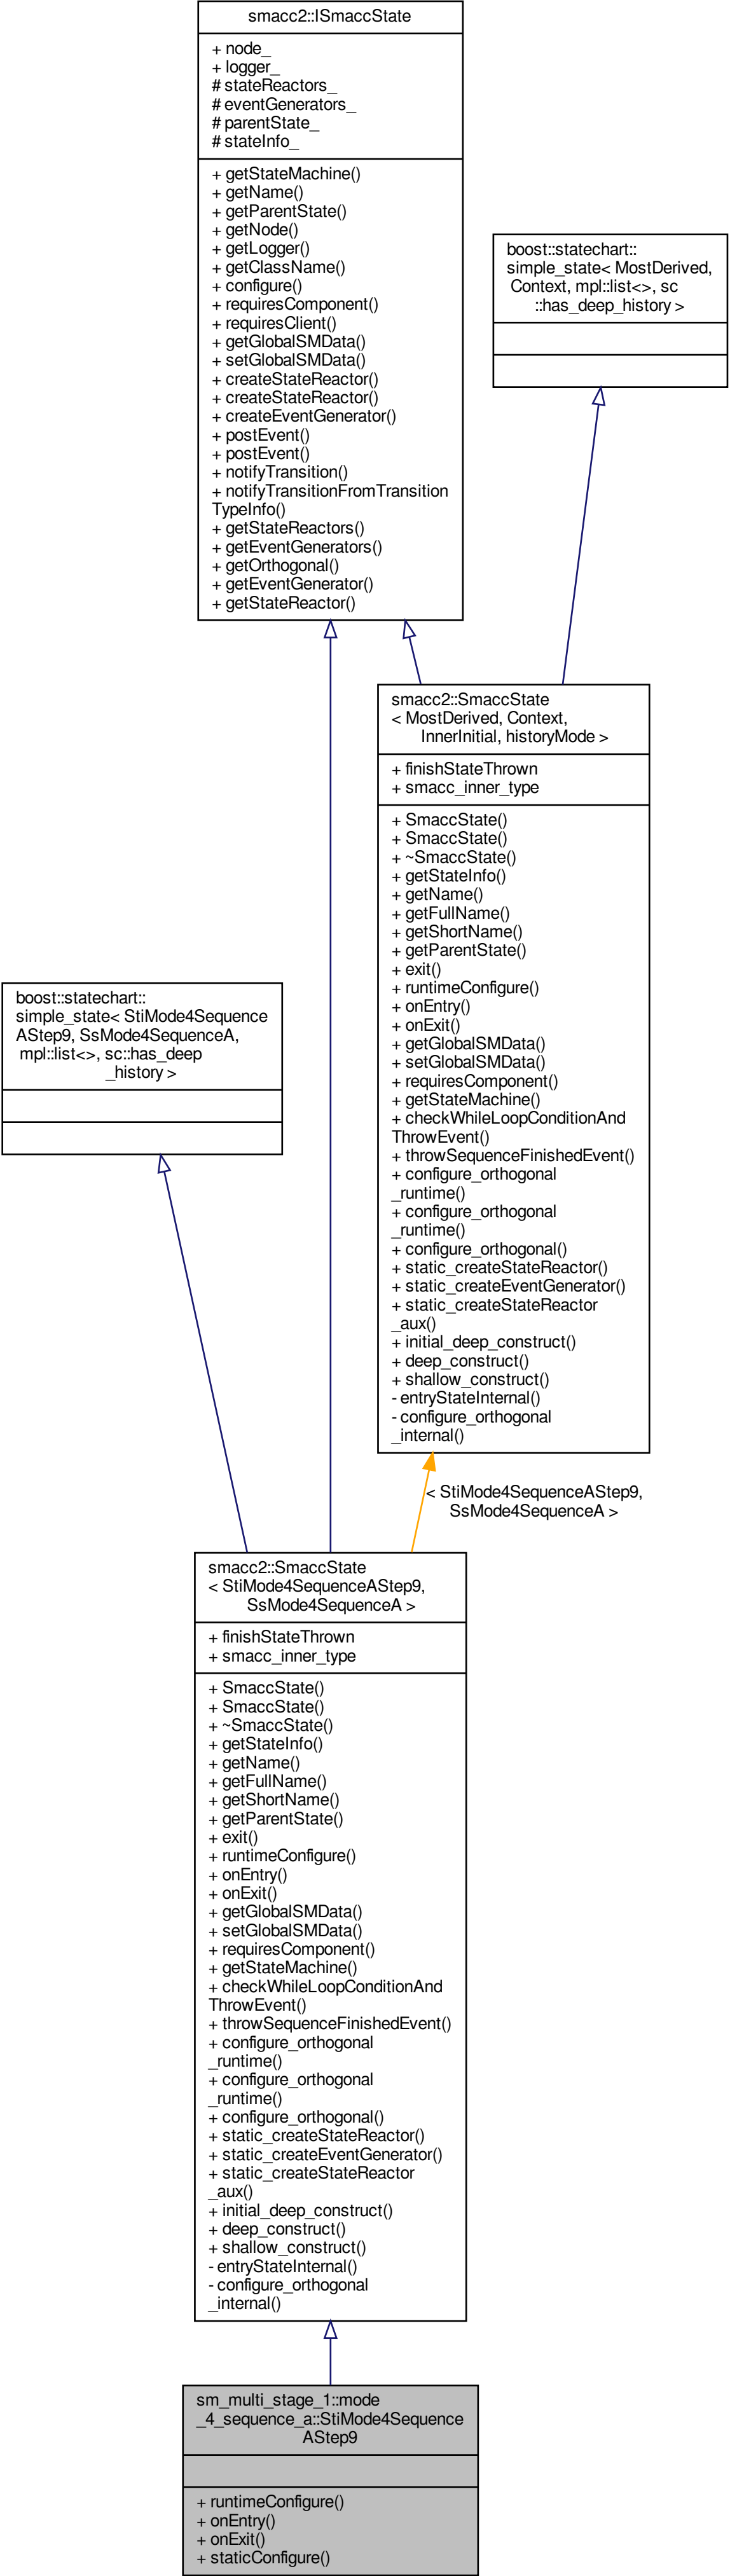 smacc2::ISmaccState
+ node_
+ logger_
# stateReactors_
# eventGenerators_
# parentState_
# stateInfo_
+ getStateMachine()
+ getName()
+ getParentState()
+ getNode()
+ getLogger()
+ getClassName()
+ configure()
+ requiresComponent()
+ requiresClient()
+ getGlobalSMData()
+ setGlobalSMData()
+ createStateReactor()
+ createStateReactor()
+ createEventGenerator()
+ postEvent()
+ postEvent()
+ notifyTransition()
+ notifyTransitionFromTransition
TypeInfo()
+ getStateReactors()
+ getEventGenerators()
+ getOrthogonal()
+ getEventGenerator()
+ getStateReactor()
boost::statechart::
simple_state< MostDerived,
Context, mpl::list<>, sc
::has_deep_history >
smacc2::SmaccState
< MostDerived, Context,
InnerInitial, historyMode >
+ finishStateThrown
+ smacc_inner_type
+ SmaccState()
+ SmaccState()
+ ~SmaccState()
+ getStateInfo()
+ getName()
+ getFullName()
+ getShortName()
+ getParentState()
+ exit()
+ runtimeConfigure()
+ onEntry()
+ onExit()
+ getGlobalSMData()
+ setGlobalSMData()
+ requiresComponent()
+ getStateMachine()
+ checkWhileLoopConditionAnd
ThrowEvent()
+ throwSequenceFinishedEvent()
+ configure_orthogonal
_runtime()
+ configure_orthogonal
_runtime()
+ configure_orthogonal()
+ static_createStateReactor()
+ static_createEventGenerator()
+ static_createStateReactor
_aux()
+ initial_deep_construct()
+ deep_construct()
+ shallow_construct()
- entryStateInternal()
- configure_orthogonal
_internal()
boost::statechart::
simple_state< StiMode4Sequence
AStep9, SsMode4SequenceA,
mpl::list<>, sc::has_deep
_history >
< StiMode4SequenceAStep9,
SsMode4SequenceA >
smacc2::SmaccState
< StiMode4SequenceAStep9,
SsMode4SequenceA >
+ finishStateThrown
+ smacc_inner_type
+ SmaccState()
+ SmaccState()
+ ~SmaccState()
+ getStateInfo()
+ getName()
+ getFullName()
+ getShortName()
+ getParentState()
+ exit()
+ runtimeConfigure()
+ onEntry()
+ onExit()
+ getGlobalSMData()
+ setGlobalSMData()
+ requiresComponent()
+ getStateMachine()
+ checkWhileLoopConditionAnd
ThrowEvent()
+ throwSequenceFinishedEvent()
+ configure_orthogonal
_runtime()
+ configure_orthogonal
_runtime()
+ configure_orthogonal()
+ static_createStateReactor()
+ static_createEventGenerator()
+ static_createStateReactor
_aux()
+ initial_deep_construct()
+ deep_construct()
+ shallow_construct()
- entryStateInternal()
- configure_orthogonal
_internal()
sm_multi_stage_1::mode
_4_sequence_a::StiMode4Sequence
AStep9
+ runtimeConfigure()
+ onEntry()
+ onExit()
+ staticConfigure()